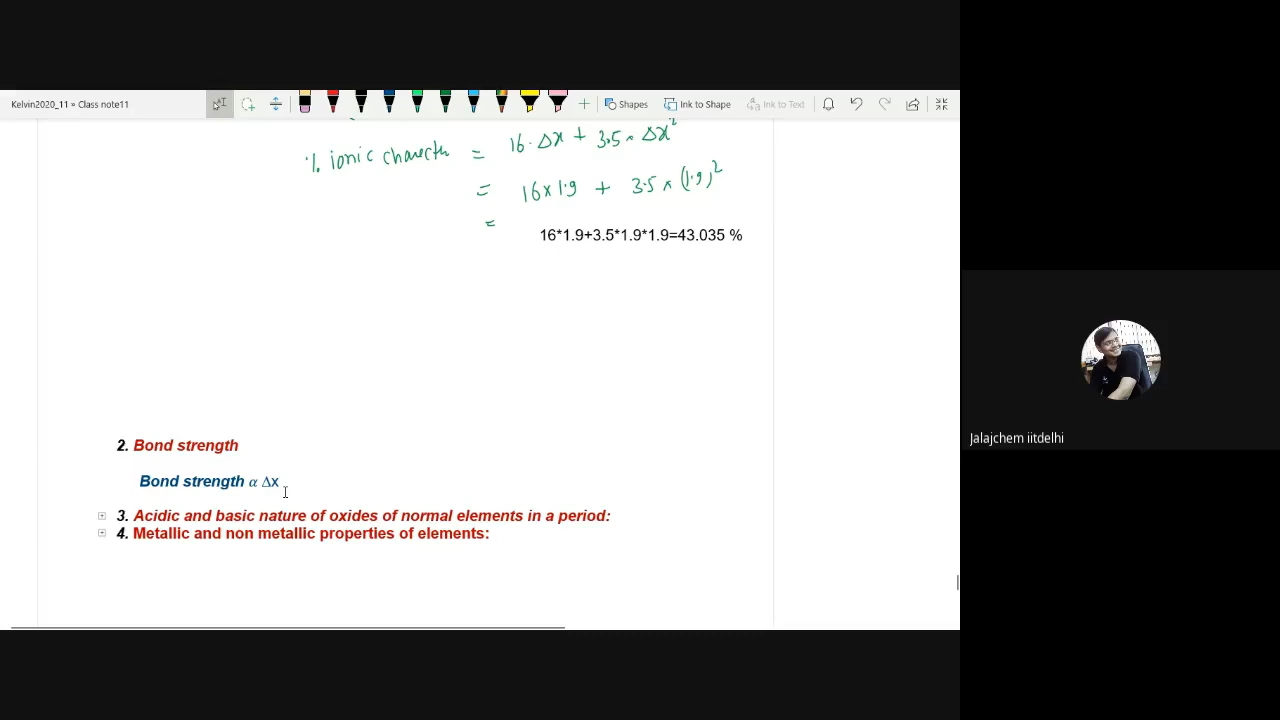 Kelvin2020_11 » Class note11
Shapes
Ink to Shape
Ink to Text
% ionic characth = 16. Δx + 3.5 × Δx²
= 16 x 1.9 + 3.5 x (1.9)²
=
16*1.9+3.5*1.9*1.9=43.035 %
2. Bond strength
Bond strength α Δx
3. Acidic and basic nature of oxides of normal elements in a period:
4. Metallic and non metallic properties of elements:
Jalajchem iitdelhi